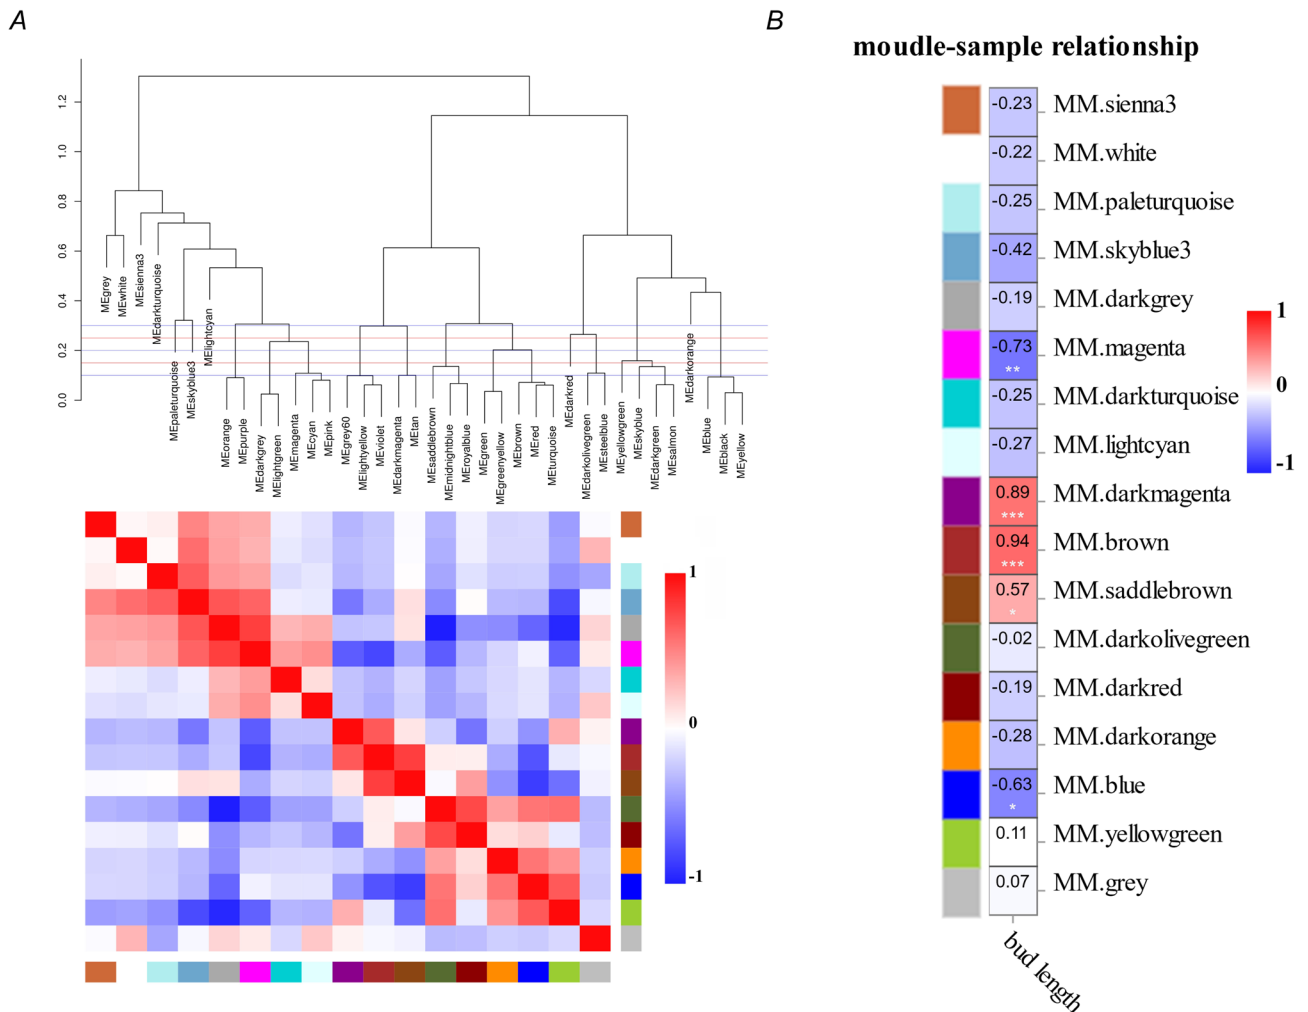 A
1.2
1.0
0.8
0.6
0.4
0.2
0.0
MEgrey
MEwhite
MEsienna3
MEdarkturquoise
MEpaleturquoise
MEskyblue3
MElightcyan
MEorange
MEpurple
MEdarkgrey
MElightgreen
MEmagenta
MEcyan
MEpink
MEgrey60
MElightyellow
MEviolet
MEdarkmagenta
MEtan
MEsaddlebrown
MEmidnightblue
MEroyalblue
MEgreen
MEgreenyellow
MEbrown
MEred
MEturquoise
MEdarkred
MEdarkolivegreen
MEsteelblue
MEyellowgreen
MEskyblue
MEdarkgreen
MEsalmon
MEdarkorange
MEblue
MEblack
MEyellow
1
0
-1
B
moudle-sample relationship
-0.23 MM.sienna3
-0.22 MM.white
-0.25 MM.paleturquoise
-0.42 MM.skyblue3
-0.19 MM.darkgrey
-0.73 MM.magenta
**
-0.25 MM.darkturquoise
-0.27 MM.lightcyan
0.89 MM.darkmagenta
***
0.94 MM.brown
***
0.57 MM.saddlebrown
*
-0.02 MM.darkolivegreen
-0.19 MM.darkred
-0.28 MM.darkorange
-0.63 MM.blue
*
0.11 MM.yellowgreen
0.07 MM.grey
bud length
1
0
-1